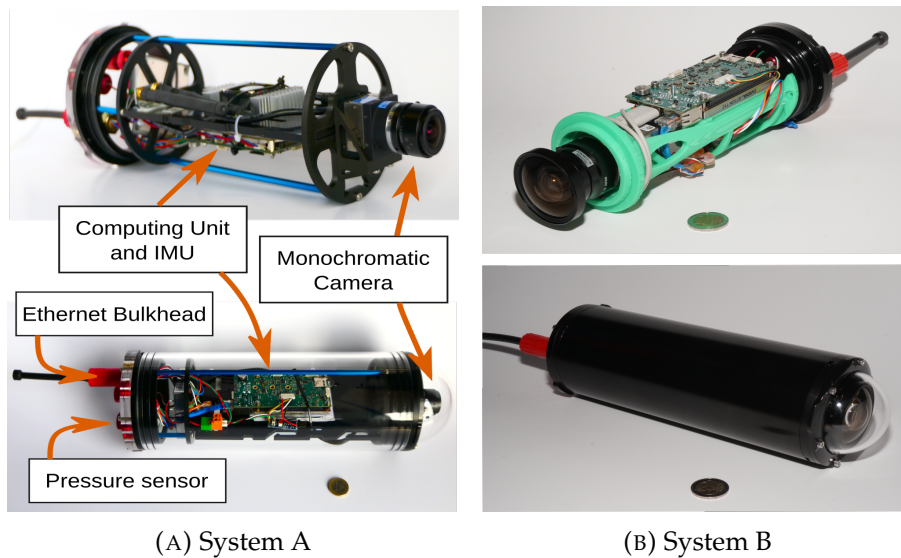 Computing Unit
and IMU
Monochromatic
Camera
Ethernet Bulkhead
Pressure sensor
(A) System A
(B) System B